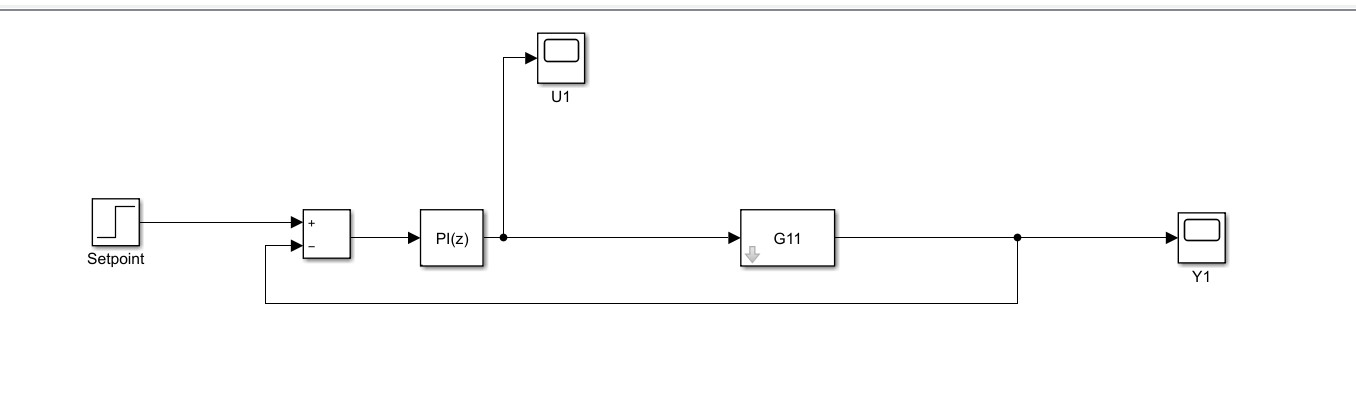 U1
Setpoint
+
−
PI(z)
G11
Y1